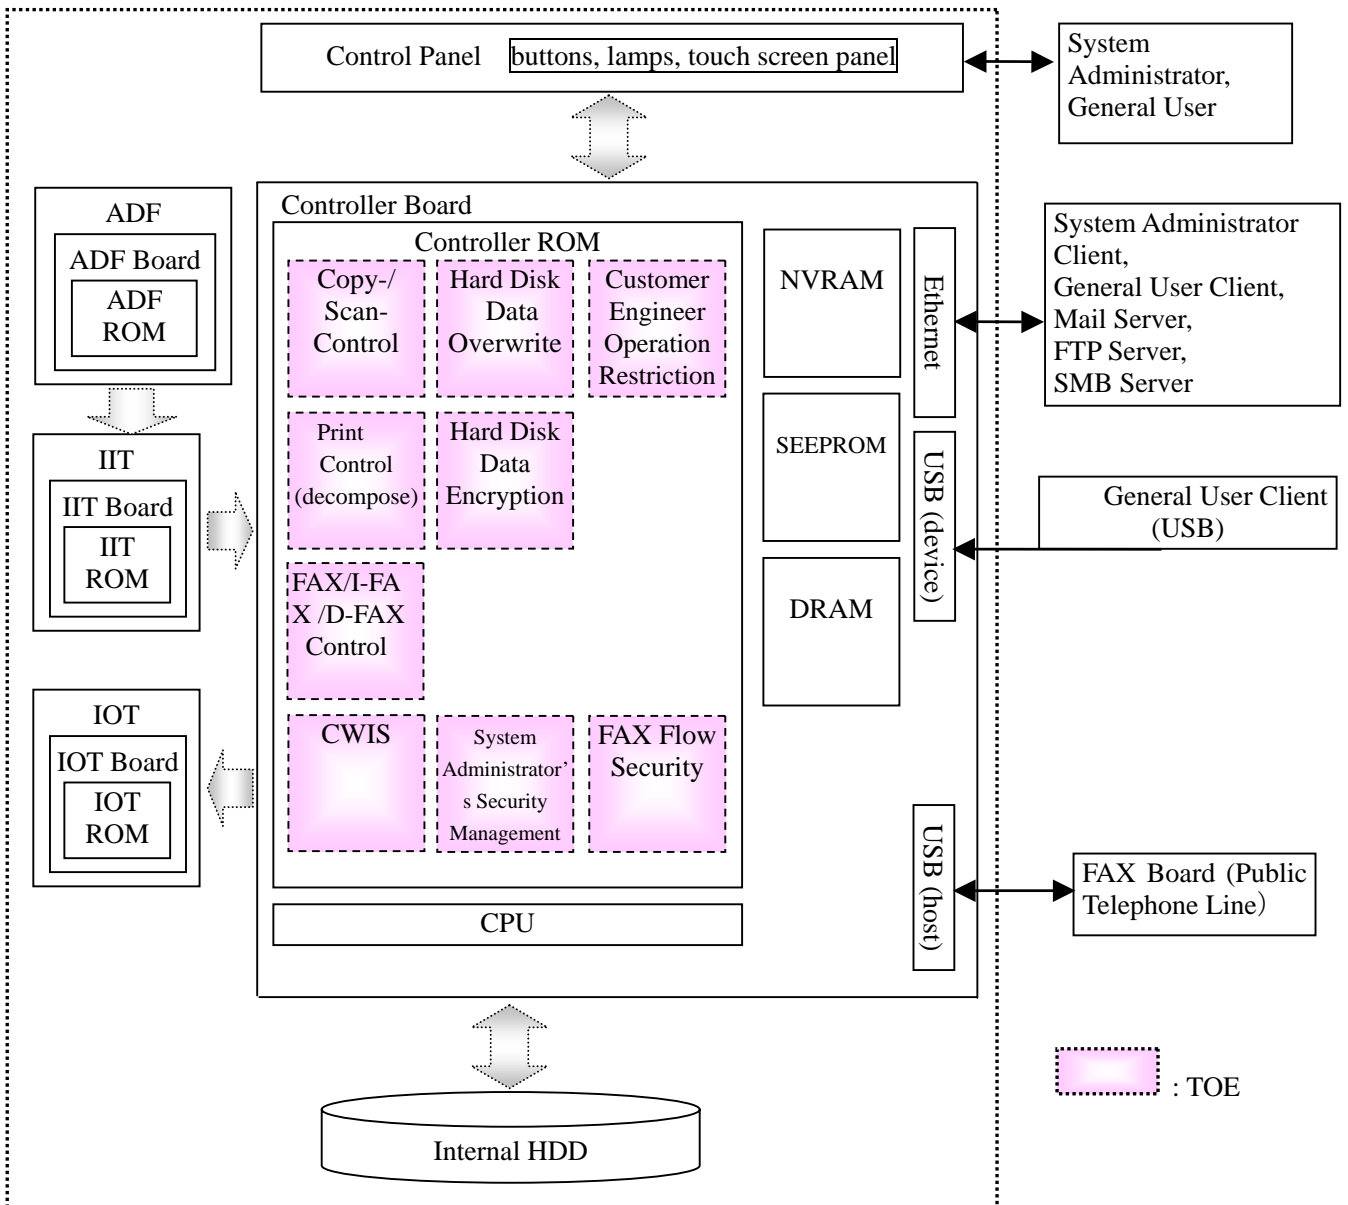 Control Panel buttons, lamps, touch screen panel
System
Administrator,
General User
ADF
ADF Board
ADF
ROM
IIT
IIT Board
IIT
ROM
IOT
IOT Board
IOT
ROM
Controller Board
Controller ROM
Copy-/
Scan-
Control
Hard Disk
Data
Overwrite
Customer
Engineer
Operation
Restriction
Print
Control
(decompose)
Hard Disk
Data
Encryption
FAX/I-FA
X /D-FAX
Control
CWIS
System
Administrator’
s Security
Management
FAX Flow
Security
CPU
NVRAM
SEEPROM
DRAM
Ethernet
USB (device)
USB (host)
System Administrator
Client,
General User Client,
Mail Server,
FTP Server,
SMB Server
General User Client
(USB)
FAX Board (Public
Telephone Line）
: TOE
Internal HDD